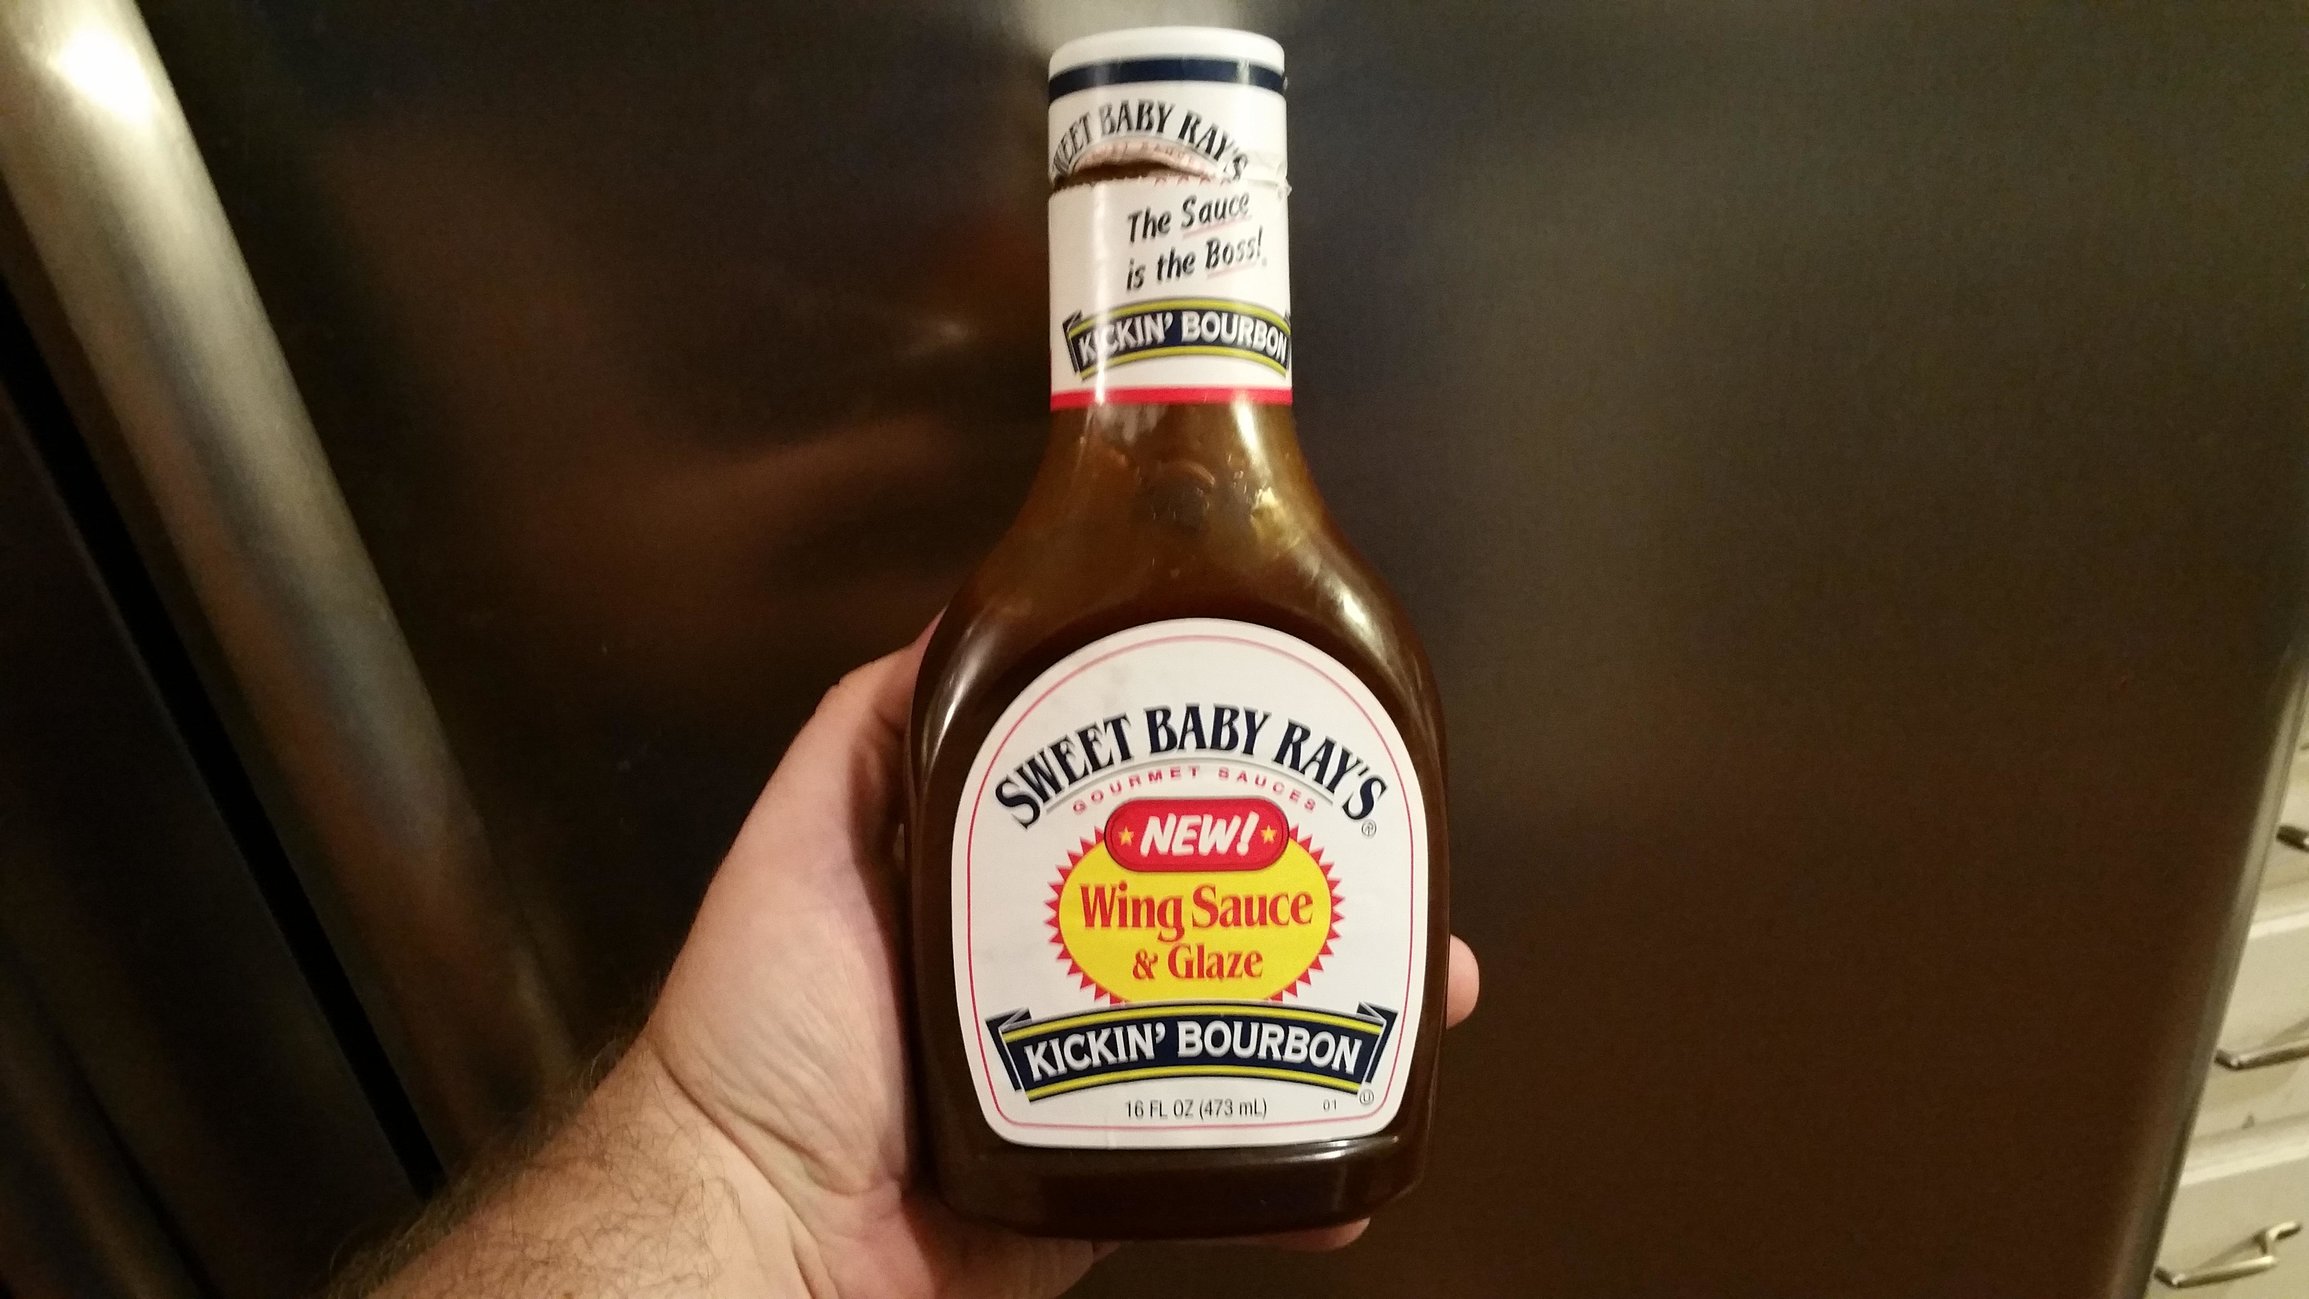 SWEET BABY RAY'S
The Sauce
is the Boss!
KICKIN' BOURBON
SWEET BABY RAY'S ®
GOURMET SAUCES
NEW!
Wing Sauce
& Glaze
KICKIN' BOURBON
16 FL OZ (473 mL)
01
U